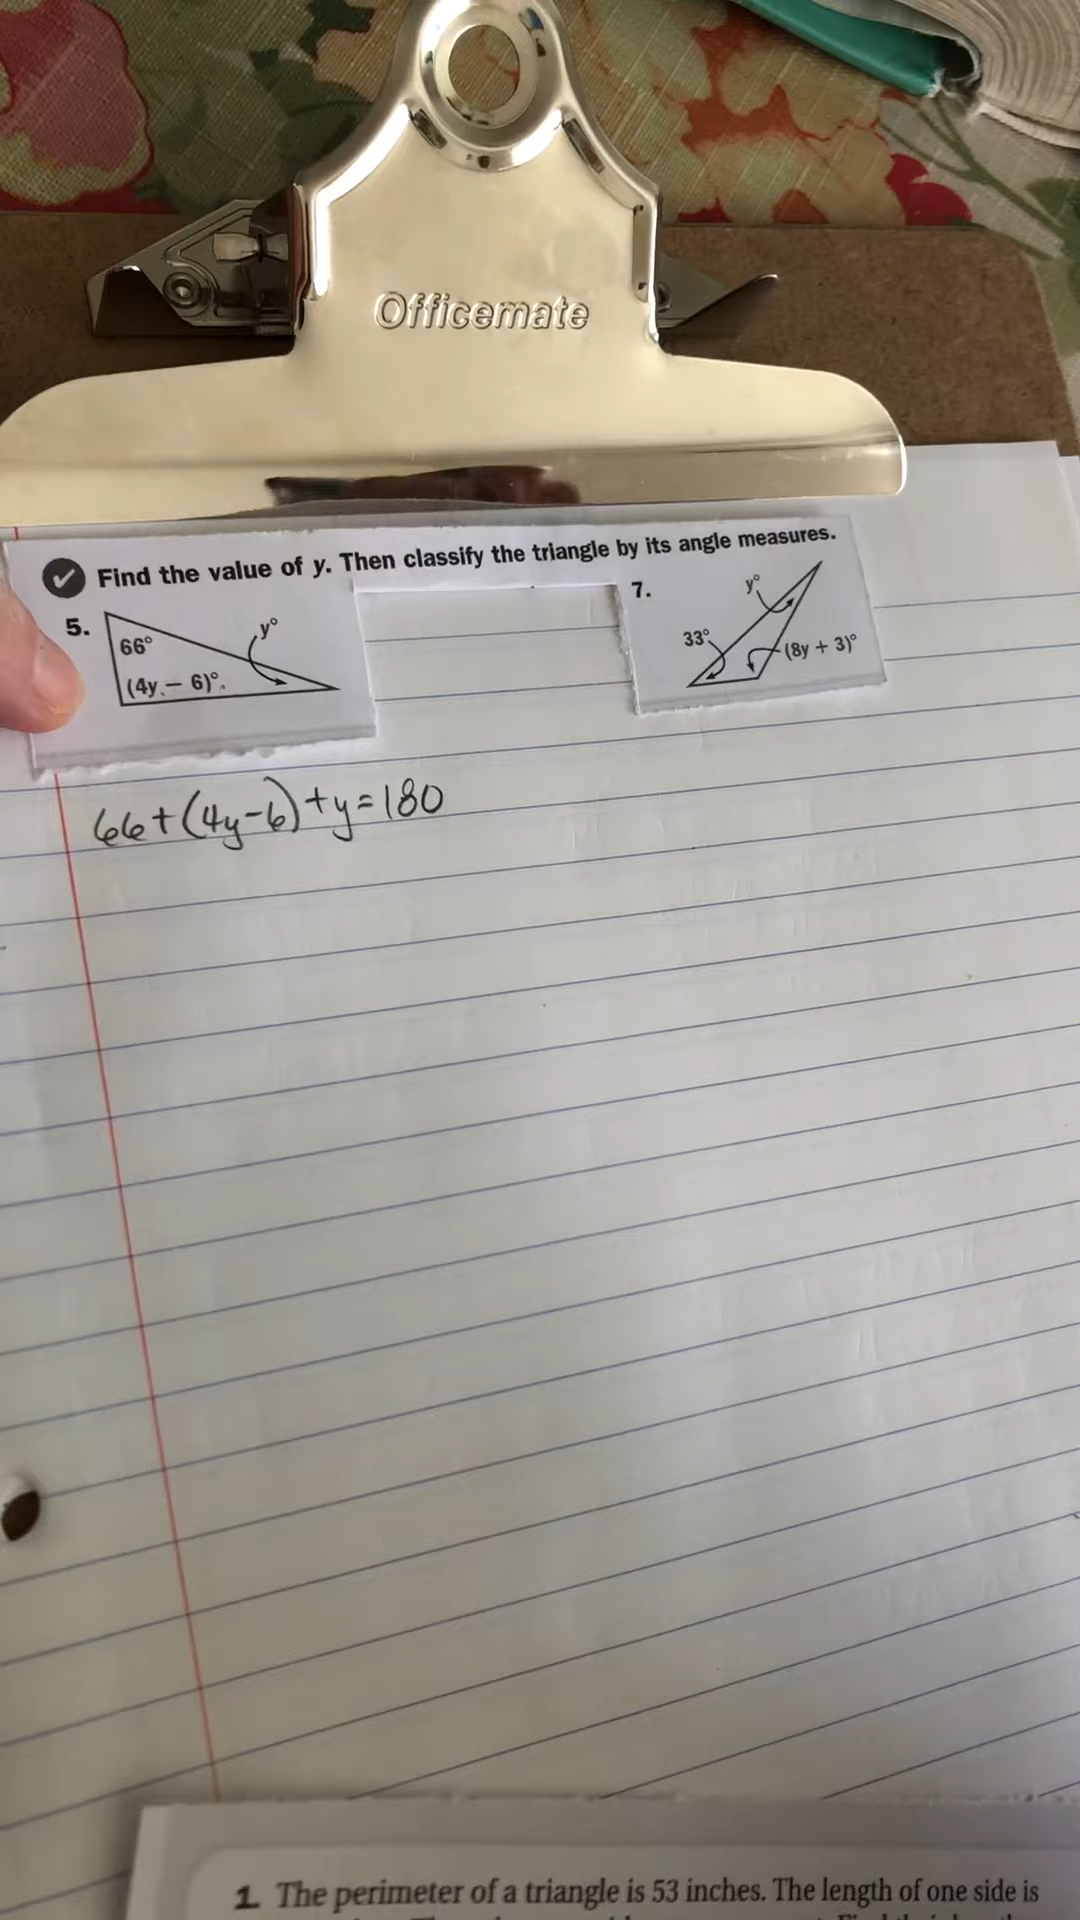 Officemate
Find the value of y. Then classify the triangle by its angle measures.
5.
66°
y°
(4y – 6)°
7.
y°
33°
(8y + 3)°
66+(4y-6)+y=180
1 The perimeter of a triangle is 53 inches. The length of one side is